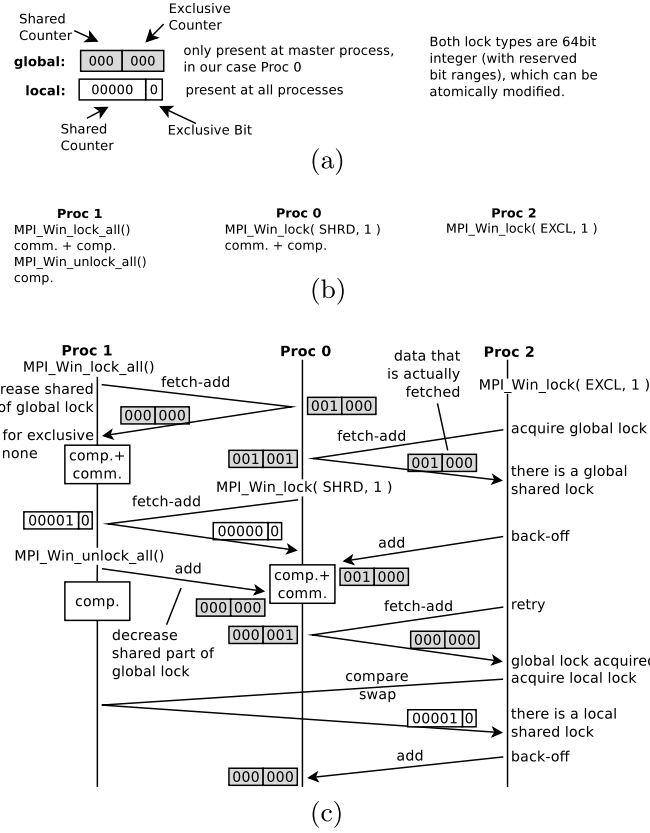 Shared
Counter
Exclusive
Counter
global: 000 000
only present at master process,
in our case Proc 0
local: 00000 0
present at all processes
Shared
Counter
Exclusive Bit
Both lock types are 64bit
integer (with reserved
bit ranges), which can be
atomically modified.
(a)
Proc 1
MPI_Win_lock_all()
comm. + comp.
MPI_Win_unlock_all()
comp.
Proc 0
MPI_Win_lock( SHRD, 1 )
comm. + comp.
Proc 2
MPI_Win_lock( EXCL, 1 )
(b)
Proc 1
MPI_Win_lock_all()
Proc 0
data that
is actually
fetched
Proc 2
MPI_Win_lock( EXCL, 1 )
rease shared
of global lock
fetch-add
000 000
001 000
for exclusive
none
comp.+
comm.
fetch-add
acquire global lock
001 001
001 000
there is a global
shared lock
MPI_Win_lock( SHRD, 1 )
fetch-add
00001 0
00000 0
add
back-off
MPI_Win_unlock_all()
add
comp.+
comm.
001 000
comp.
000 000
fetch-add
retry
decrease
shared part of
global lock
000 001
000 000
global lock acquired
compare
swap
acquire local lock
00001 0
there is a local
shared lock
add
back-off
000 000
(c)